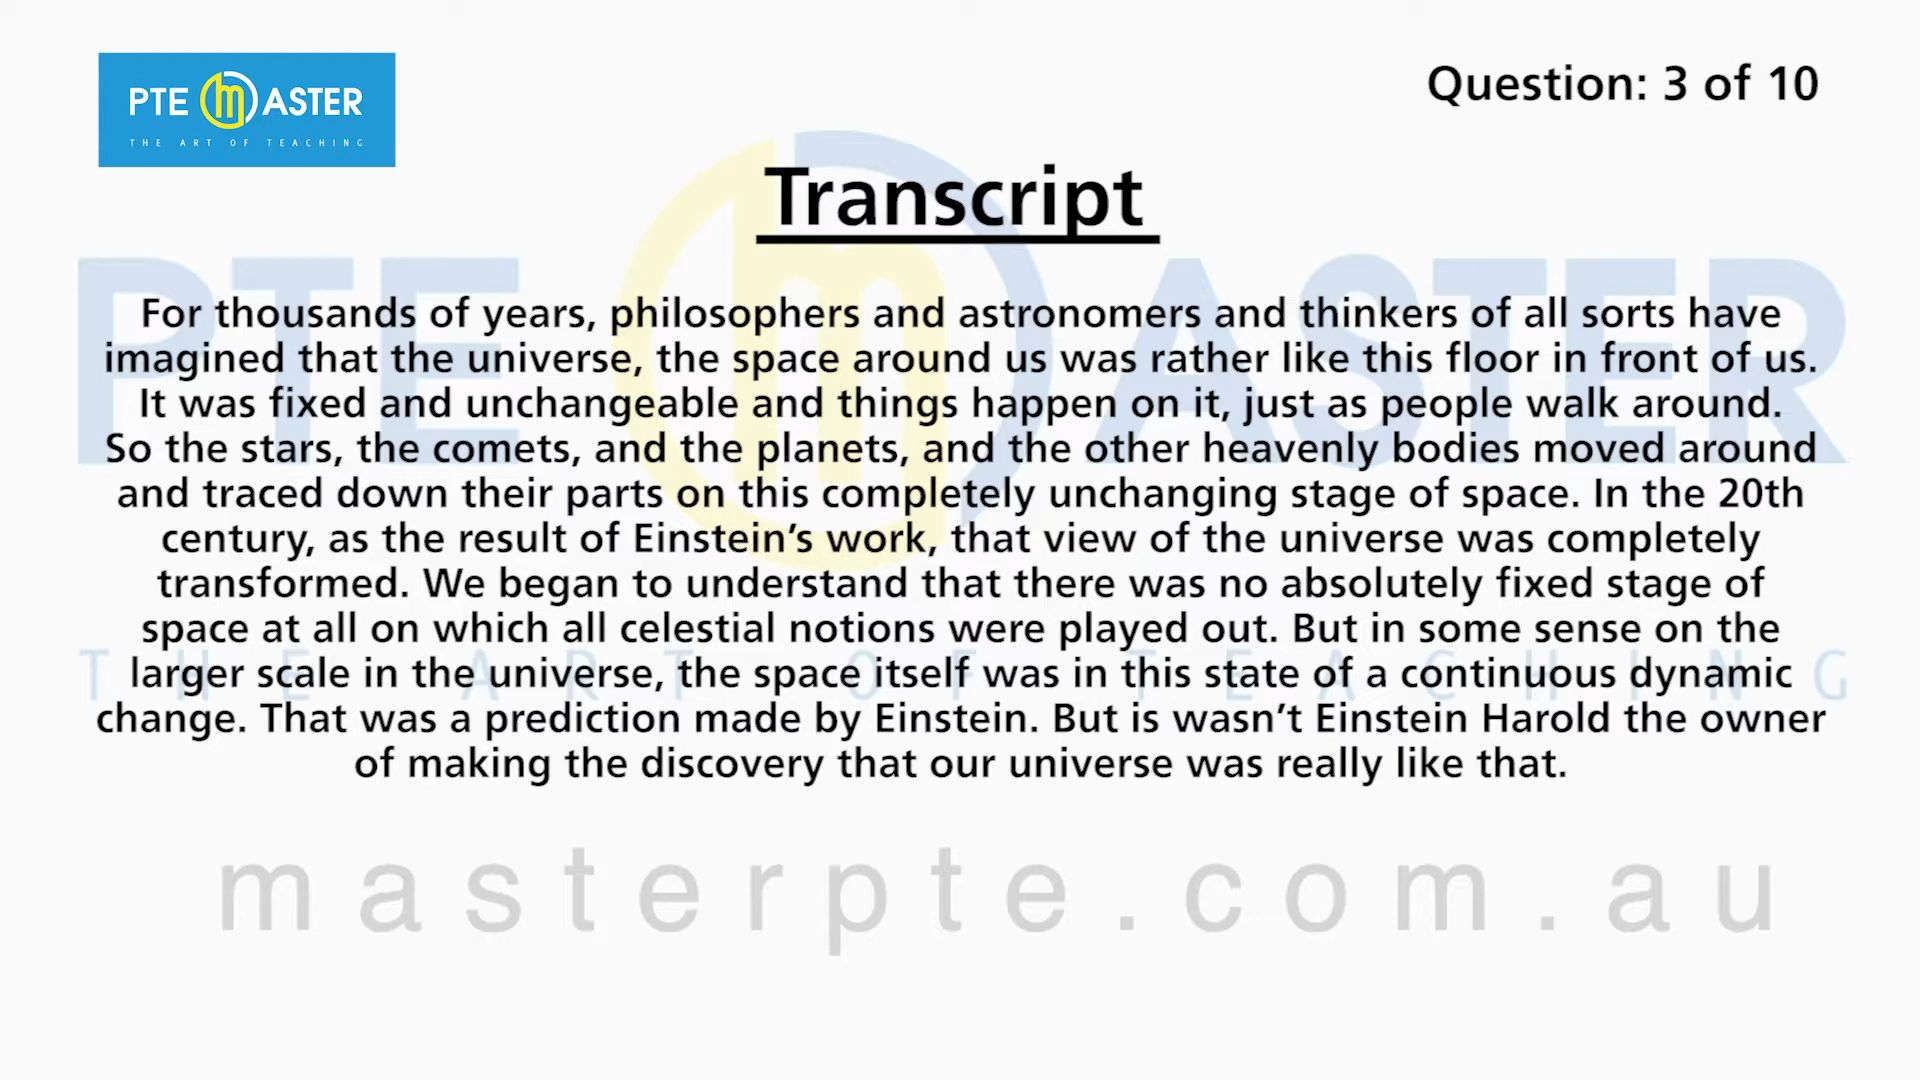 PTE MASTER
THE ART OF TEACHING
Question: 3 of 10
Transcript
For thousands of years, philosophers and astronomers and thinkers of all sorts have
imagined that the universe, the space around us was rather like this floor in front of us.
It was fixed and unchangeable and things happen on it, just as people walk around.
So the stars, the comets, and the planets, and the other heavenly bodies moved around
and traced down their parts on this completely unchanging stage of space. In the 20th
century, as the result of Einstein’s work, that view of the universe was completely
transformed. We began to understand that there was no absolutely fixed stage of
space at all on which all celestial notions were played out. But in some sense on the
larger scale in the universe, the space itself was in this state of a continuous dynamic
change. That was a prediction made by Einstein. But is wasn’t Einstein Harold the owner
of making the discovery that our universe was really like that.
PTE MASTER
THE ART OF TEACHING
masterpte.com.au